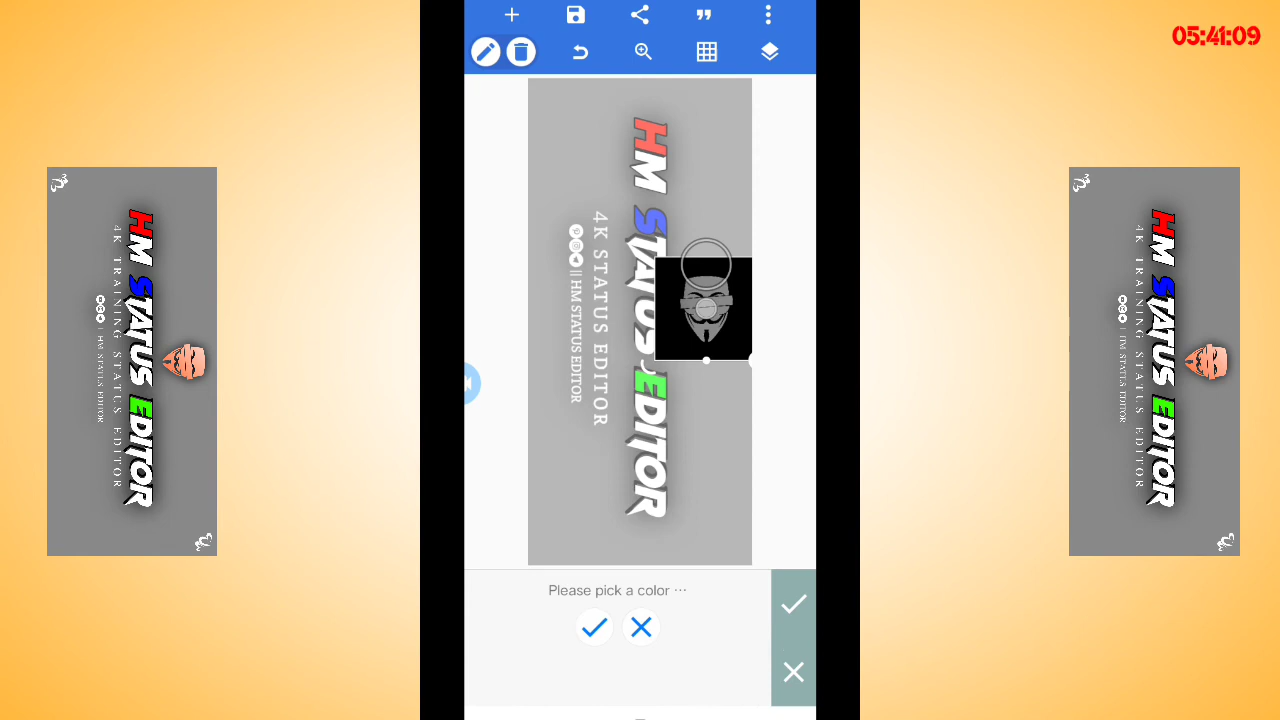 05:41:09
HM STATUS EDITOR
4K TRAINING STATUS EDITOR
| HM STATUS EDITOR
HM STATUS EDITOR
4K STATUS EDITOR
|| HM STATUS EDITOR
HM STATUS EDITOR
4K TRAINING STATUS EDITOR
| HM STATUS EDITOR
Please pick a color ···